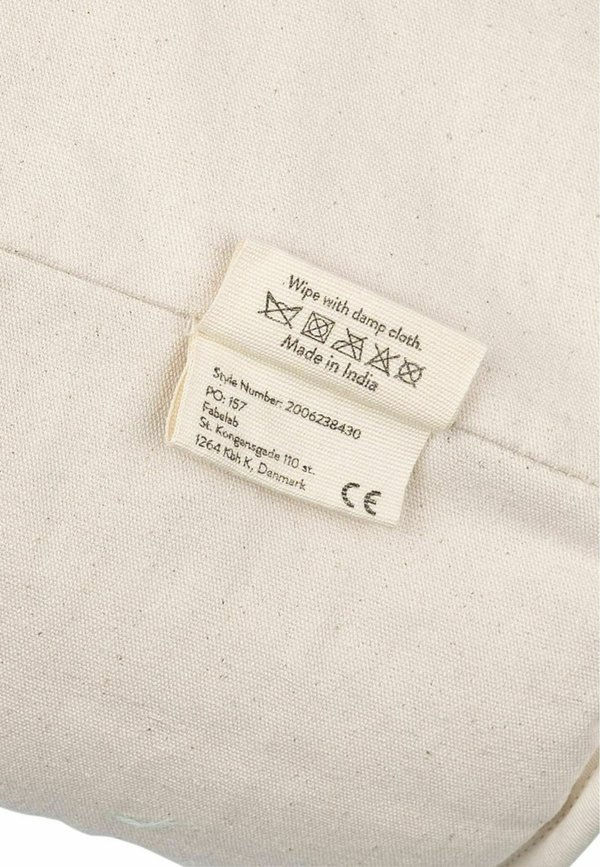 Wipe with damp cloth.
Made in India
Style Number: 2006238430
PO: 157
Fabelab
St. Kongensgade 110 st.
1264 Kbh K, Denmark
CE